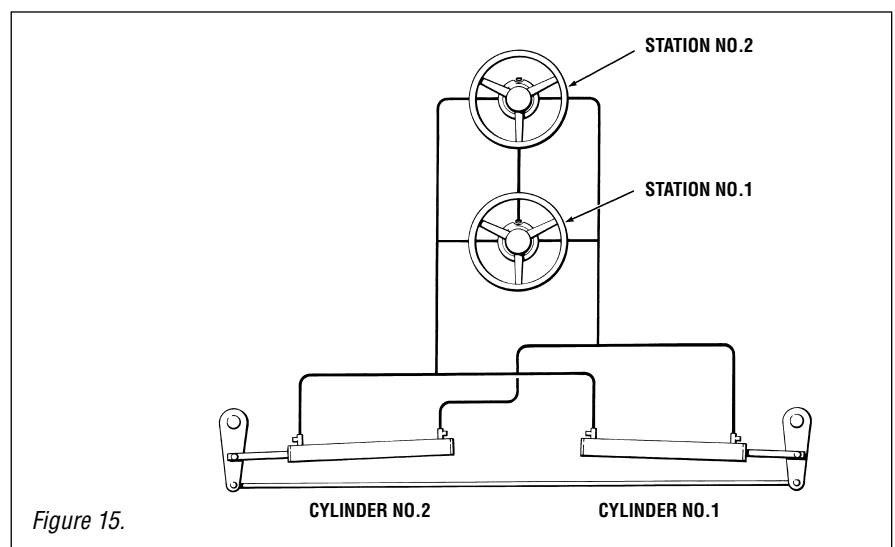 STATION NO.2
STATION NO.1
CYLINDER NO.2 CYLINDER NO.1
Figure 15.